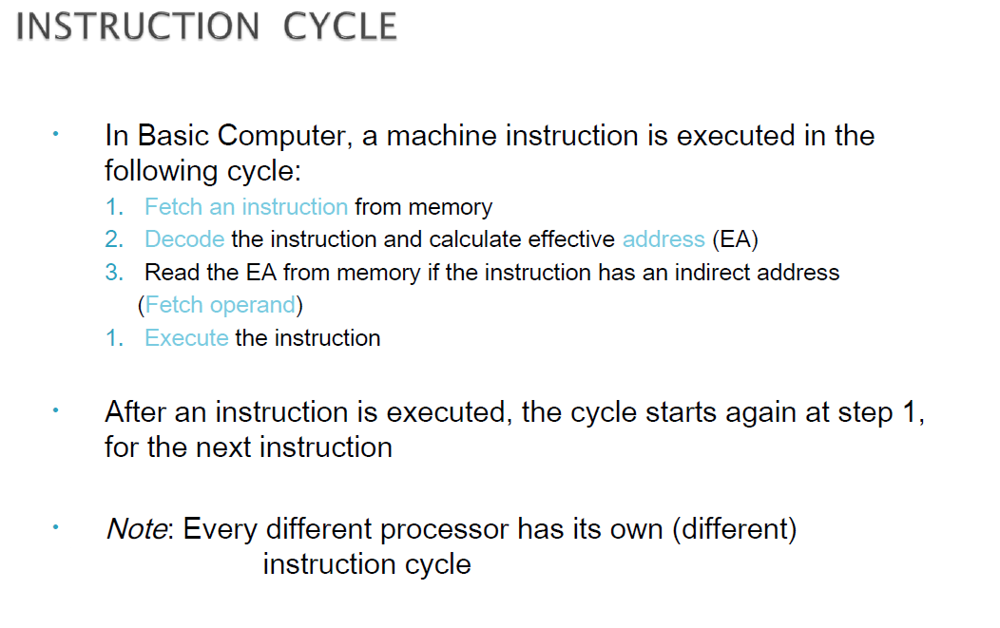 INSTRUCTION CYCLE
• In Basic Computer, a machine instruction is executed in the
following cycle:
1. Fetch an instruction from memory
2. Decode the instruction and calculate effective address (EA)
3. Read the EA from memory if the instruction has an indirect address
(Fetch operand)
1. Execute the instruction
• After an instruction is executed, the cycle starts again at step 1,
for the next instruction
• Note: Every different processor has its own (different)
instruction cycle